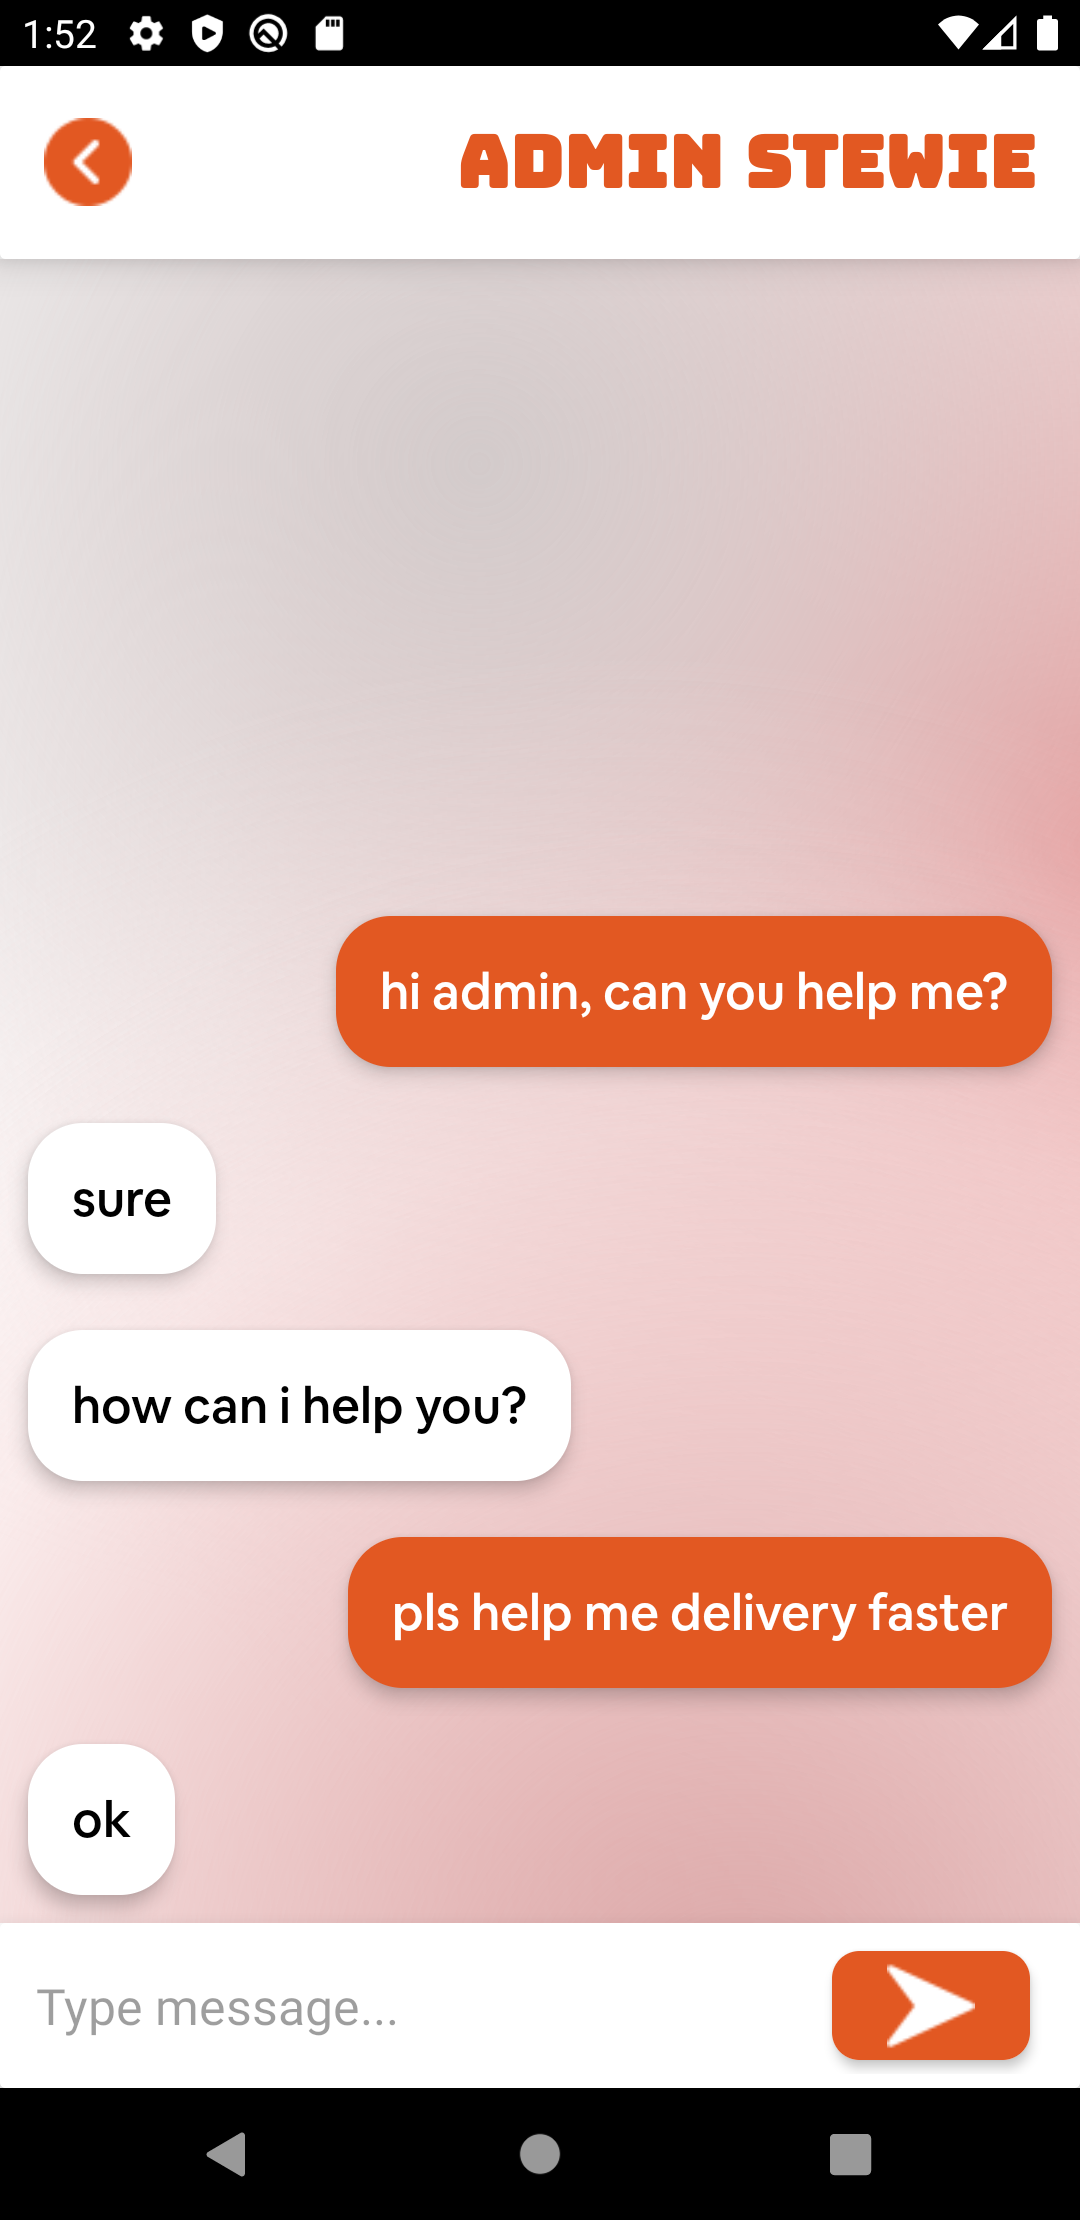 1:52
ADMIN STEWIE
hi admin, can you help me?
sure
how can i help you?
pls help me delivery faster
ok
Type message...